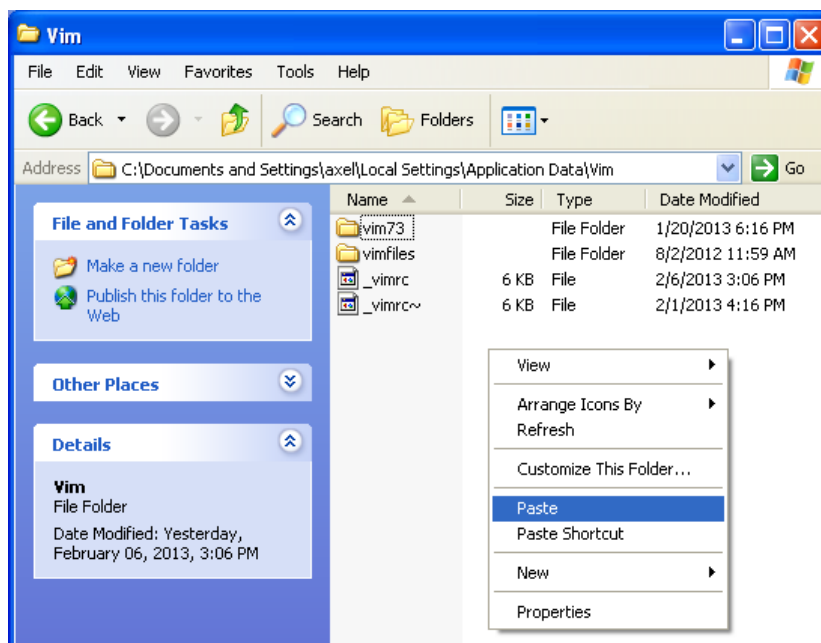 Vim
File Edit View Favorites Tools Help
Back Search Folders
Address C:\Documents and Settings\axel\Local Settings\Application Data\Vim Go
File and Folder Tasks
Make a new folder
Publish this folder to the
Web
Other Places
Details
Vim
File Folder
Date Modified: Yesterday,
February 06, 2013, 3:06 PM
Name Size Type Date Modified
vim73 File Folder 1/20/2013 6:16 PM
vimfiles File Folder 8/2/2012 11:59 AM
_vimrc 6 KB File 2/6/2013 3:06 PM
_vimrc~ 6 KB File 2/1/2013 4:16 PM
View
Arrange Icons By
Refresh
Customize This Folder...
Paste
Paste Shortcut
New
Properties